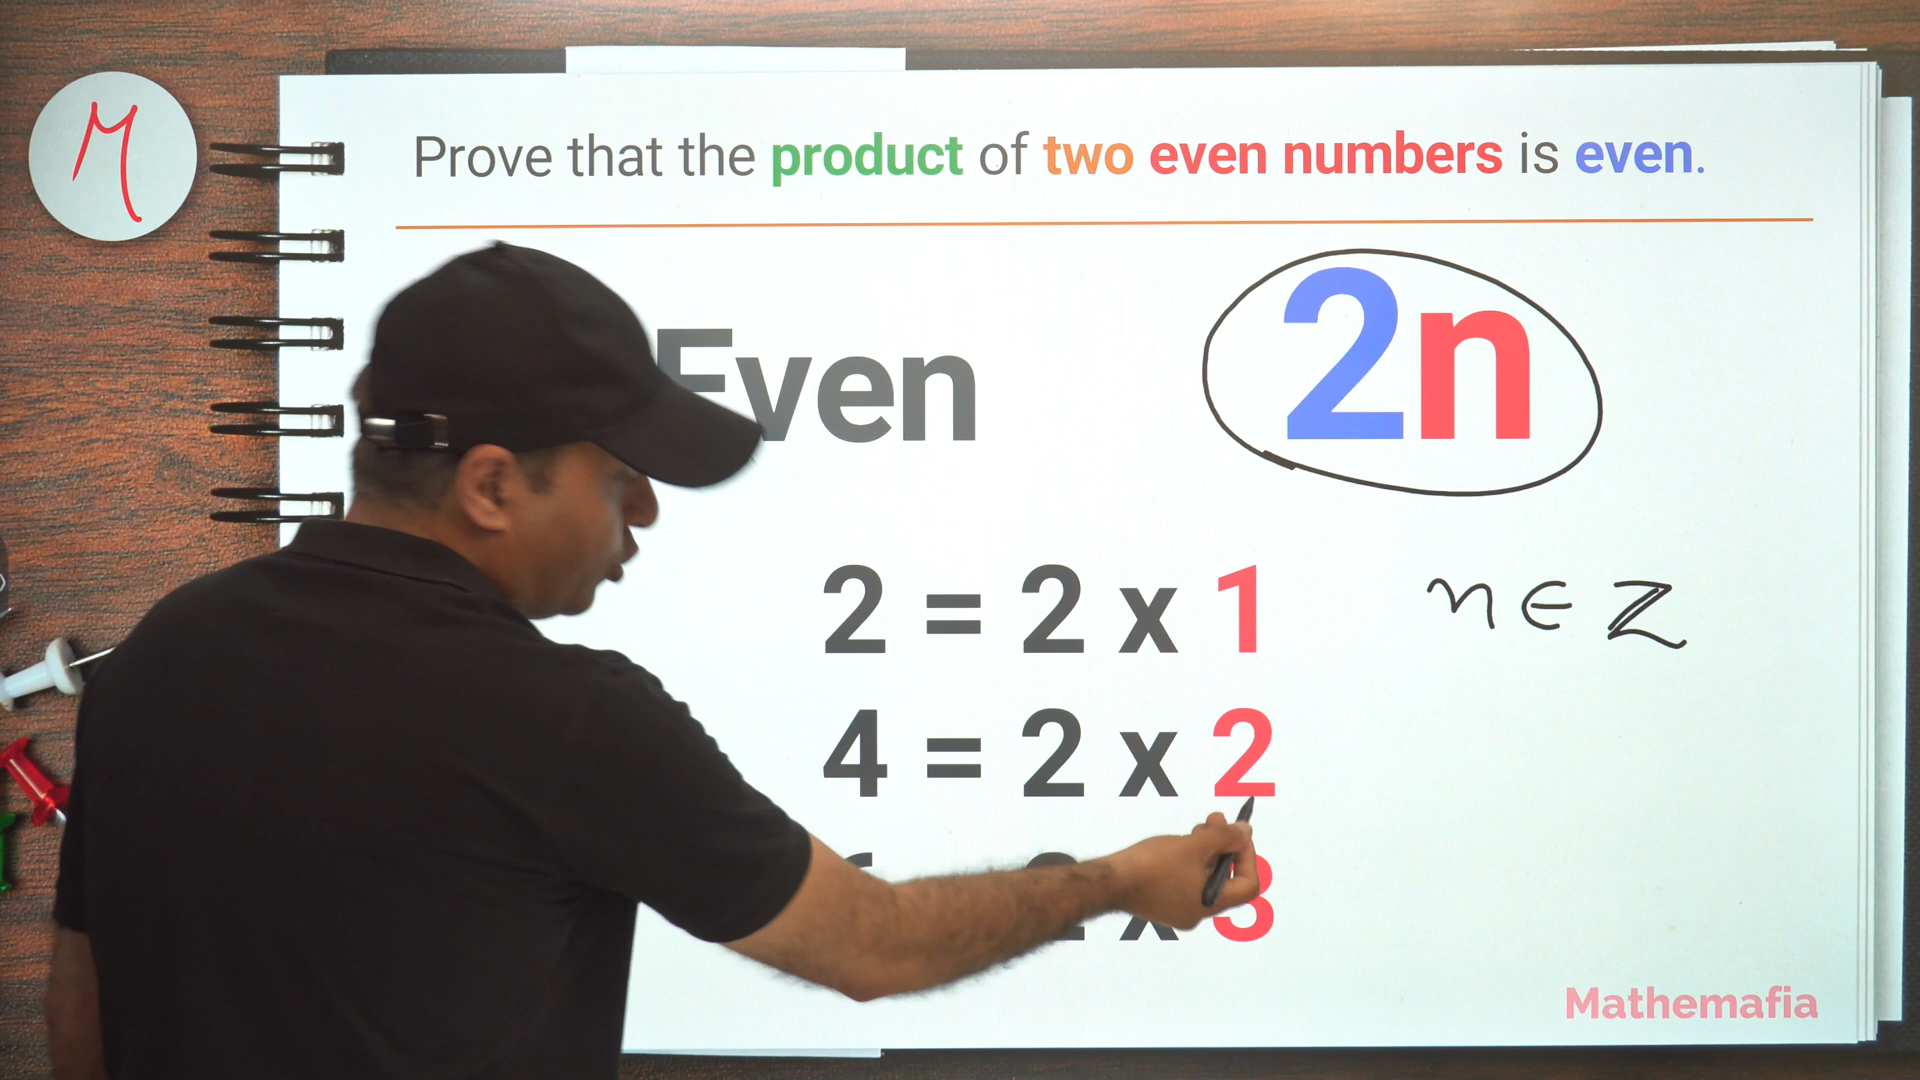 M
Prove that the product of two even numbers is even.
Even 2n
2 = 2 x 1
n ∈ ℤ
4 = 2 x 2
2 x 3
Mathemafia